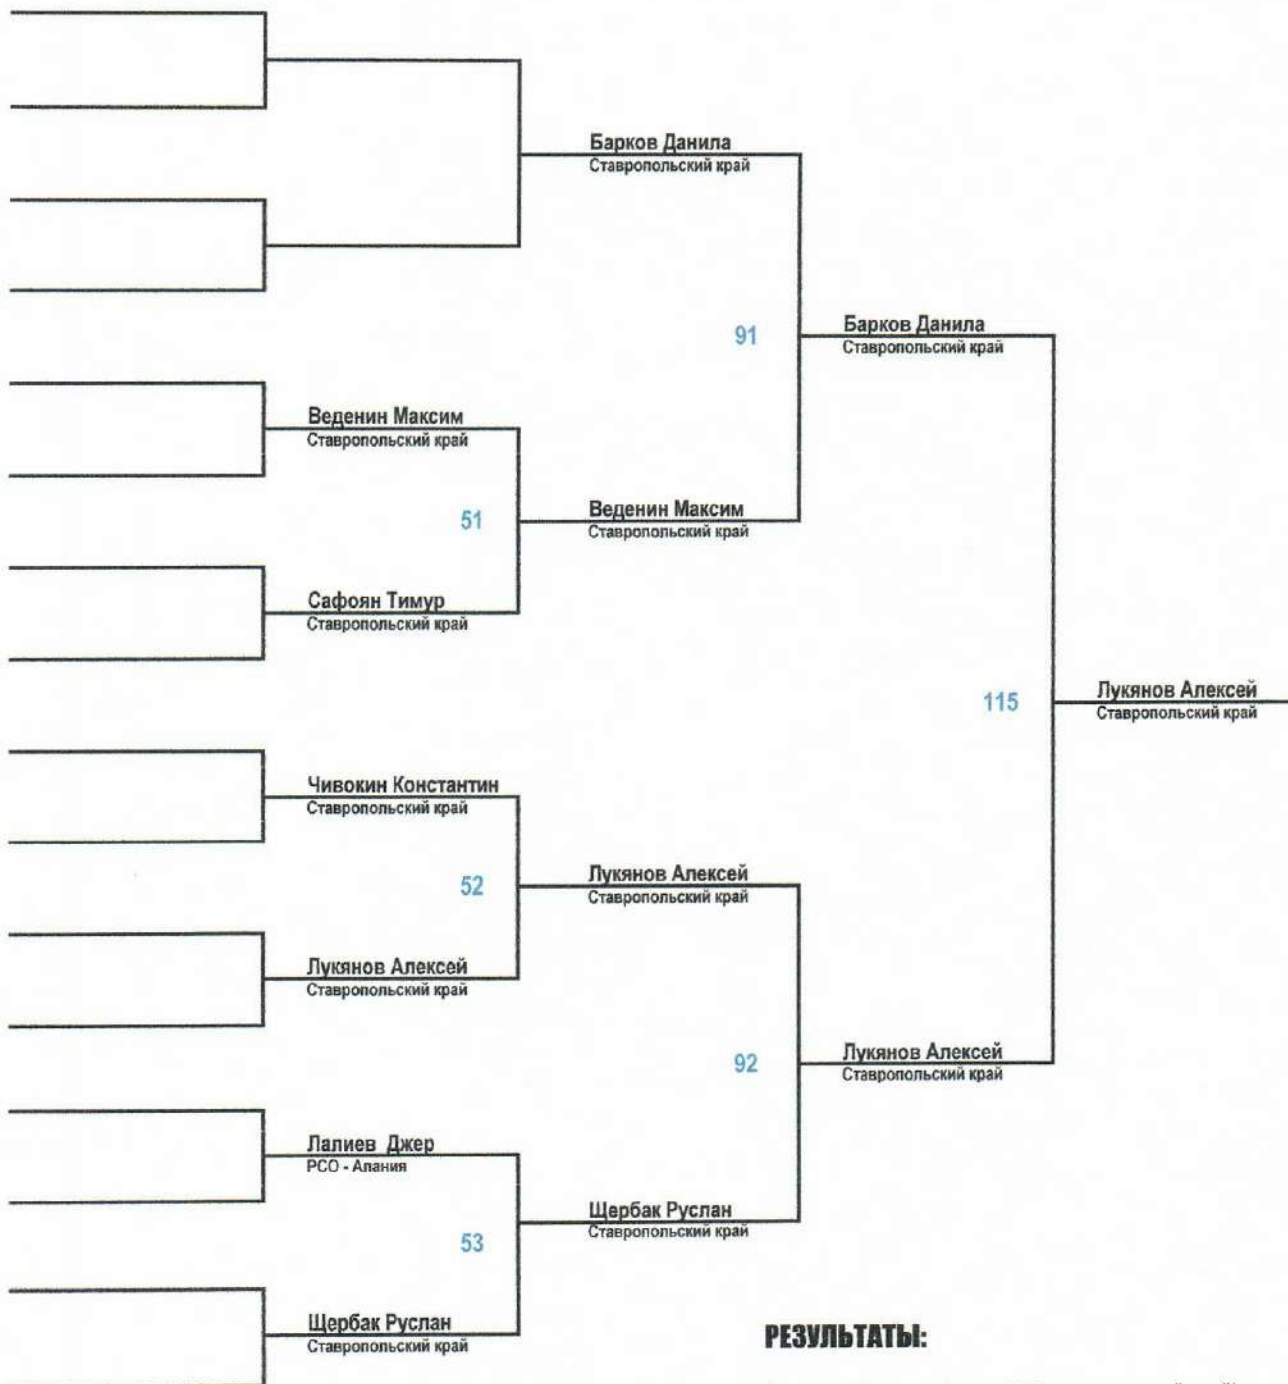 Барков Данила
Ставропольский край
91
Барков Данила
Ставропольский край
Веденин Максим
Ставропольский край
51
Веденин Максим
Ставропольский край
Сафоян Тимур
Ставропольский край
115
Лукянов Алексей
Ставропольский край
Чивокин Константин
Ставропольский край
52
Лукянов Алексей
Ставропольский край
Лукянов Алексей
Ставропольский край
92
Лукянов Алексей
Ставропольский край
Лалиев Джер
РСО - Алания
53
Щербак Руслан
Ставропольский край
Щербак Руслан
Ставропольский край
РЕЗУЛЬТАТЫ: